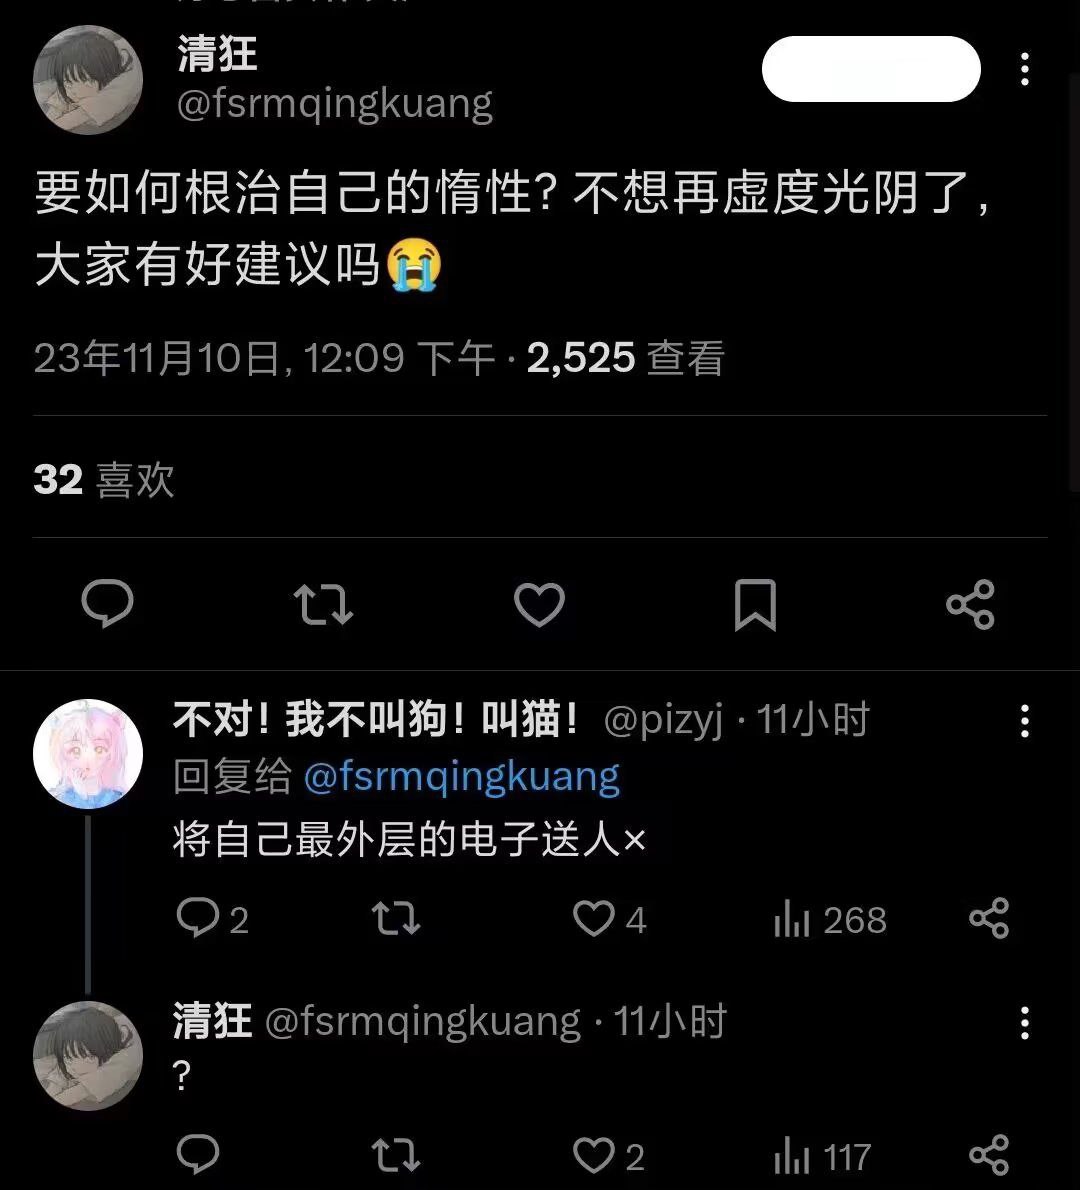 清狂
@fsrmqingkuang
要如何根治自己的惰性? 不想再虚度光阴了,
大家有好建议吗😭
23年11月10日, 12:09 下午 · 2,525 查看
32 喜欢
不对! 我不叫狗! 叫猫! @pizyj · 11小时
回复给 @fsrmqingkuang
将自己最外层的电子送人×
2 4 268
清狂 @fsrmqingkuang · 11小时
?
2 117